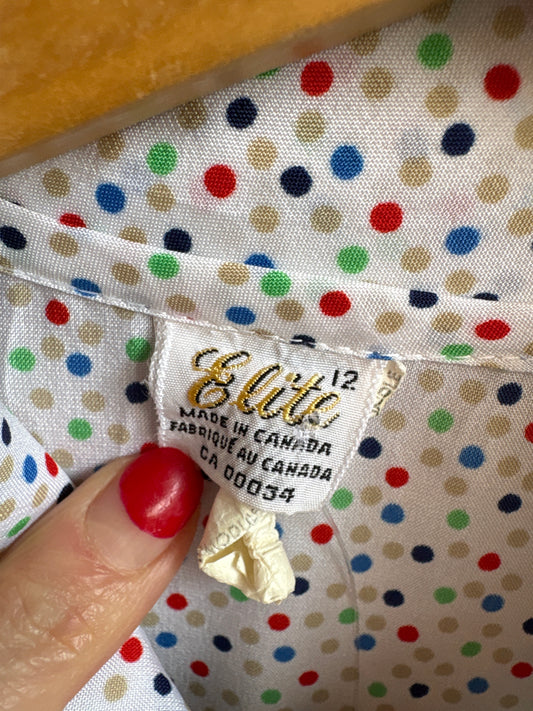 Elite
12
MADE IN CANADA
FABRIQUÉ AU CANADA
CA 00034